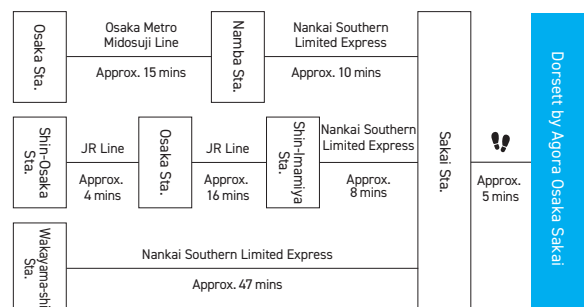 Osaka Sta.
Osaka Metro
Midosuji Line
Approx. 15 mins
Namba Sta.
Nankai Southern
Limited Express
Approx. 10 mins
Shin-Osaka
Sta.
JR Line
Approx.
4 mins
Osaka Sta.
JR Line
Approx.
16 mins
Shin-Imamiya
Sta.
Nankai Southern
Limited Express
Approx.
8 mins
Wakayama-shi
Sta.
Nankai Southern Limited Express
Approx. 47 mins
Sakai Sta.
Approx.
5 mins
Dorsett by Agora Osaka Sakai